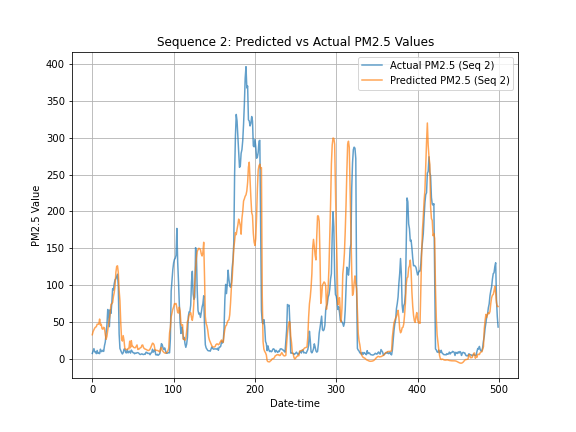 Sequence 2: Predicted vs Actual PM2.5 Values
Actual PM2.5 (Seq 2)
Predicted PM2.5 (Seq 2)
PM2.5 Value
400
350
300
250
200
150
100
50
0
0 100 200 300 400 500
Date-time